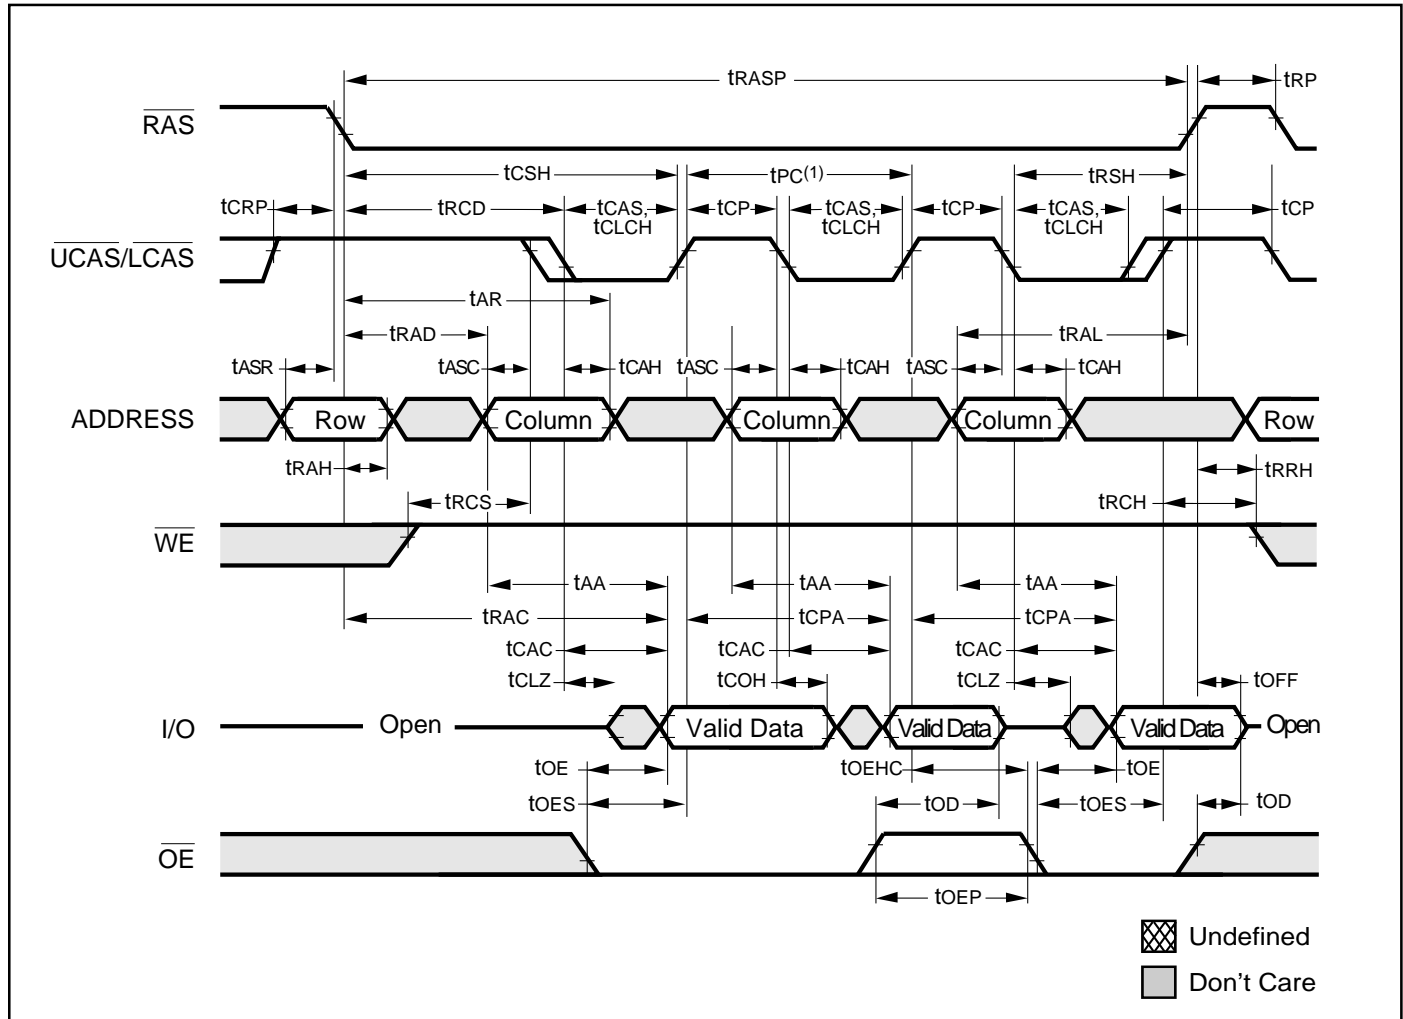 tRASP tRP
RAS
tCSH tPC(1) tRSH
tCRP tRCD tCAS, tCLCH tCP tCAS, tCLCH tCP tCAS, tCLCH tCP
UCAS/LCAS
tAR
tRAD tRAL
tASR tASC tCAH tASC tCAH tASC tCAH
ADDRESS Row Column Column Column Row
tRAH tRRH
tRCS tRCH
WE
tAA tAA tAA
tRAC tCPA tCPA
tCAC tCAC tCAC
tCLZ tCOH tCLZ tOFF
I/O Open Valid Data Valid Data Valid Data Open
tOE tOEHC tOE
tOES tOD tOES tOD
OE
tOEP
Undefined
Don't Care